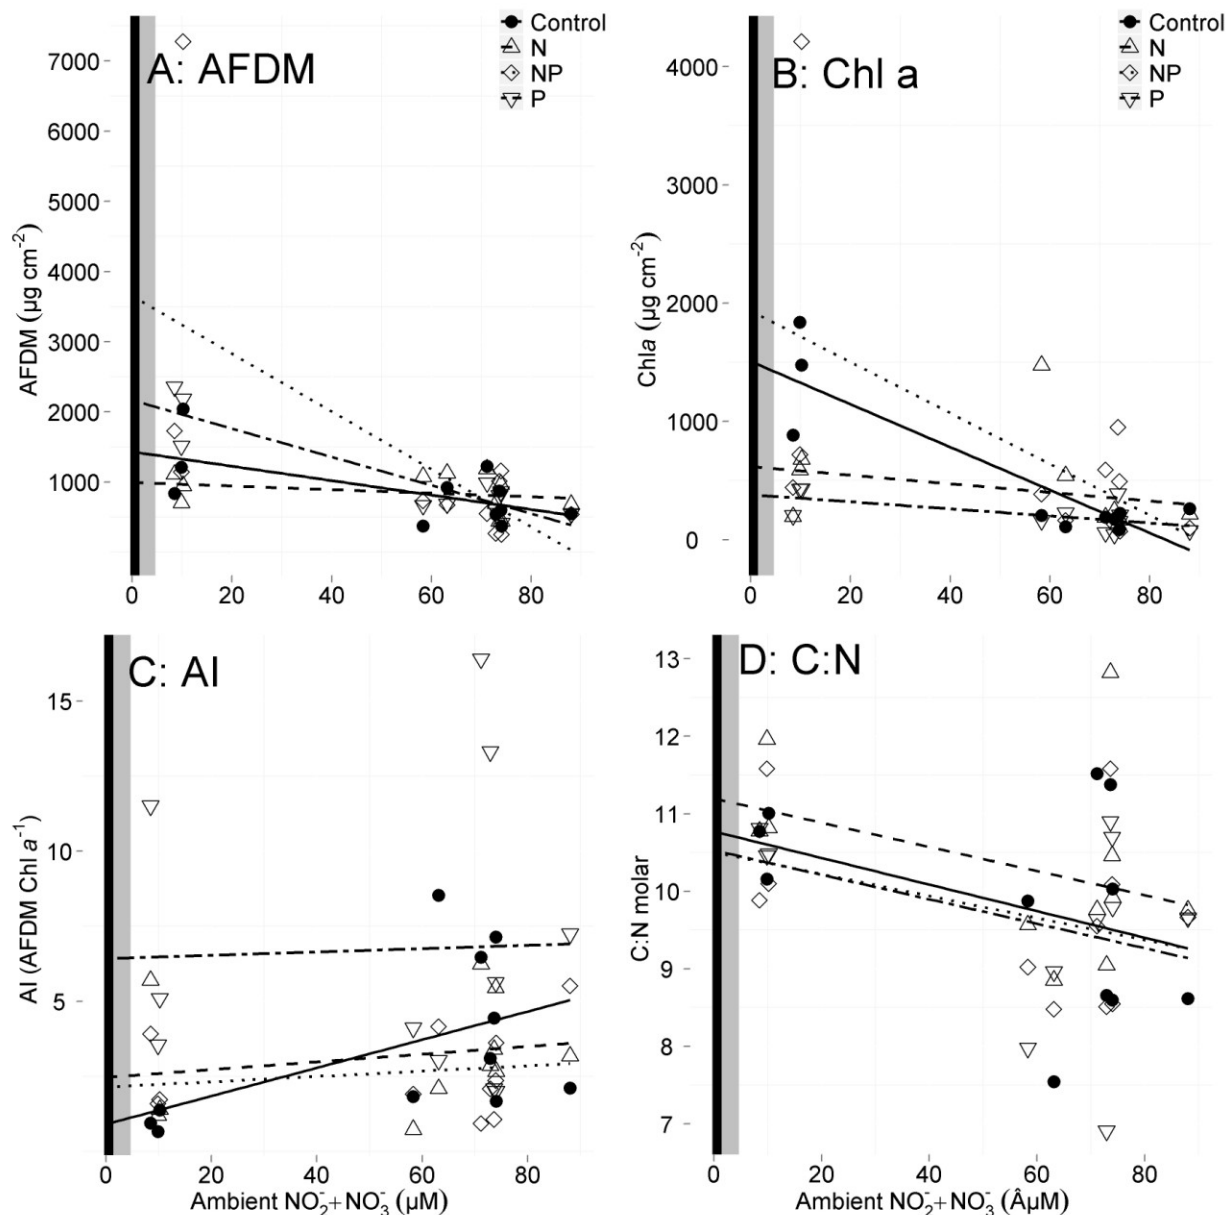 A: AFDM
Control
N
NP
P
7000
6000
5000
4000
3000
2000
1000
AFDM (µg cm⁻²)
0 20 40 60 80
B: Chl a
Control
N
NP
P
4000
3000
2000
1000
0
Chla (µg cm⁻²)
0 20 40 60 80
C: AI
15
10
5
AI (AFDM Chl a⁻¹)
0 20 40 60 80
Ambient NO₂⁻+NO₃⁻ (µM)
D: C:N
13
12
11
10
9
8
7
C:N molar
0 20 40 60 80
Ambient NO₂⁻+NO₃⁻ (ÂµM)